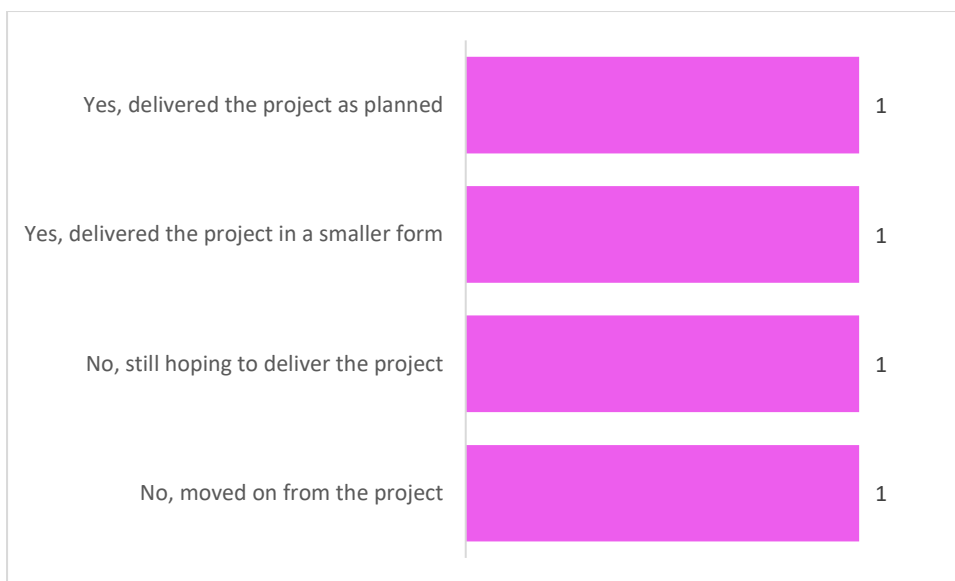 Yes, delivered the project as planned
1
Yes, delivered the project in a smaller form
1
No, still hoping to deliver the project
1
No, moved on from the project
1